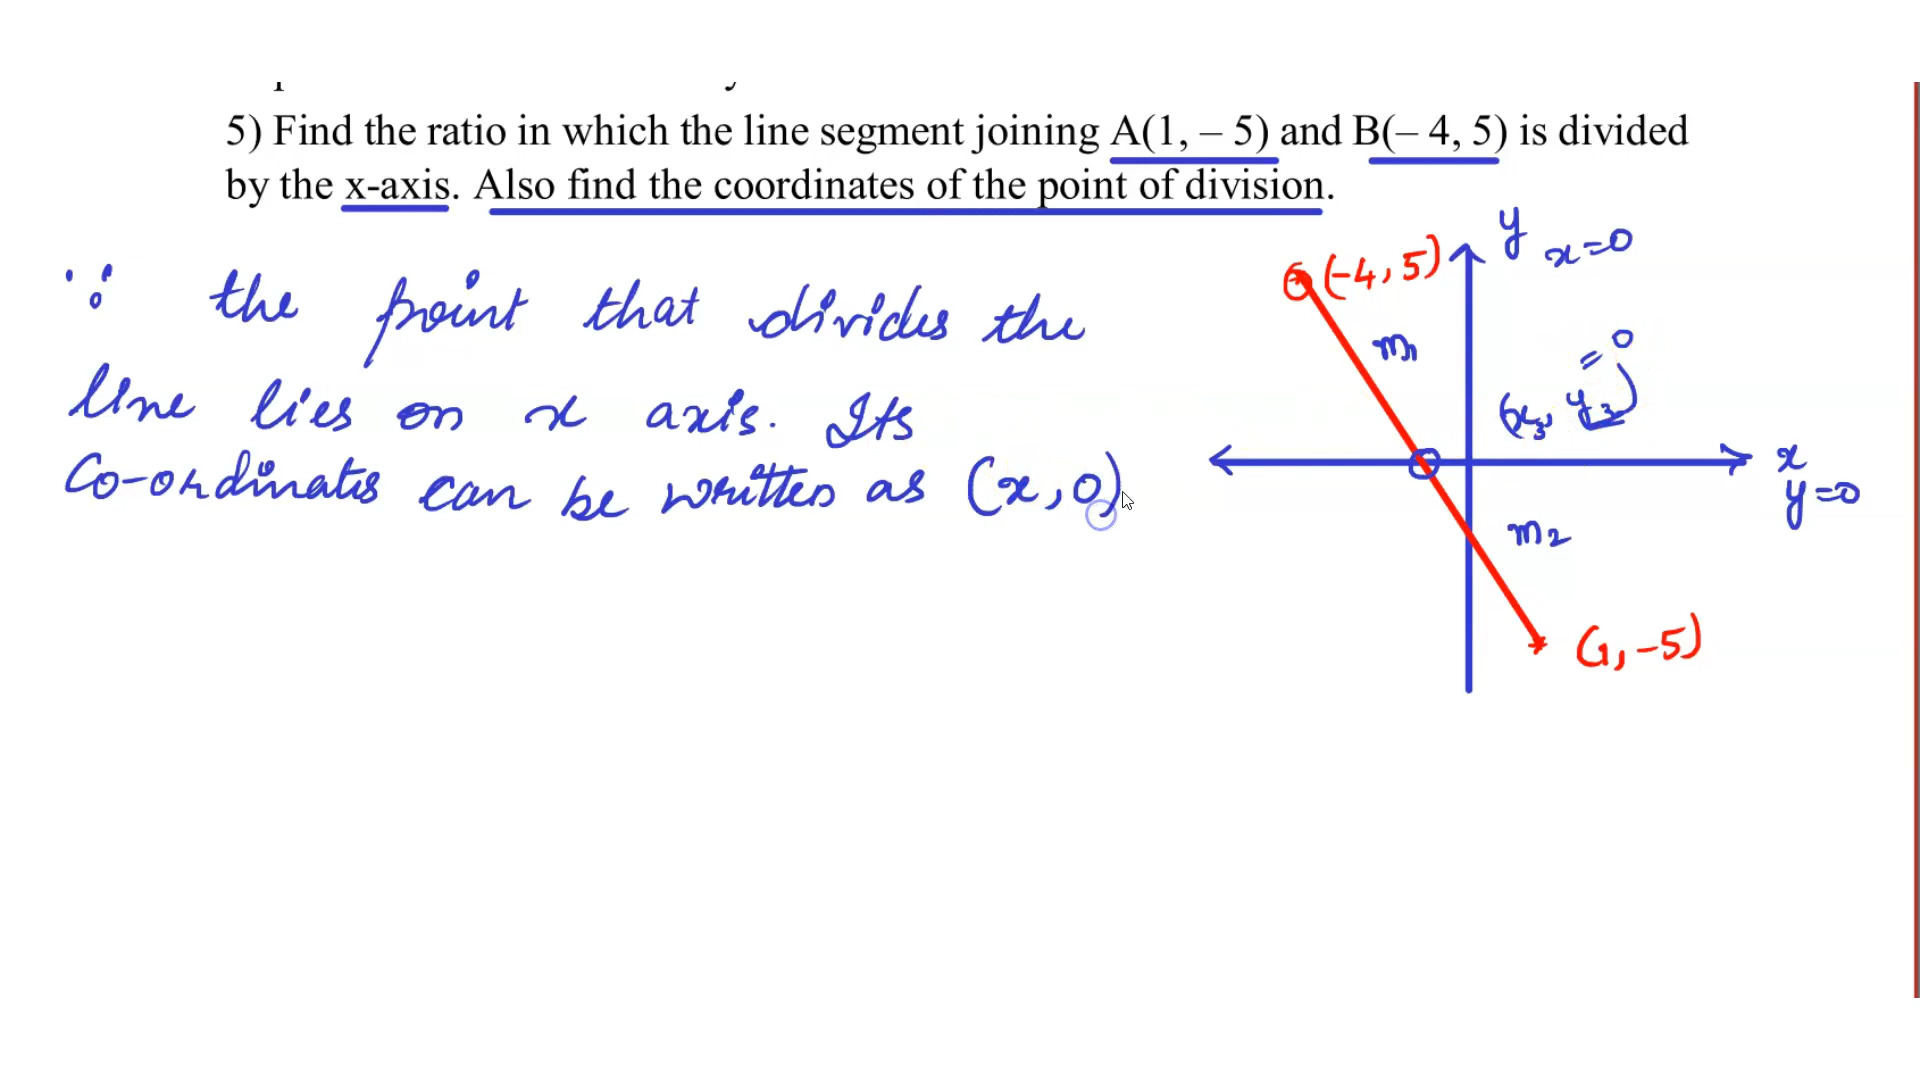 5) Find the ratio in which the line segment joining A(1, – 5) and B(– 4, 5) is divided
by the x-axis. Also find the coordinates of the point of division.
∵ the point that divides the
line lies on x axis. Its
Co-ordinates can be written as (x, 0)
y
x=0
(-4, 5)
m1
= 0
(x3, y3)
x
y=0
m2
(1, -5)